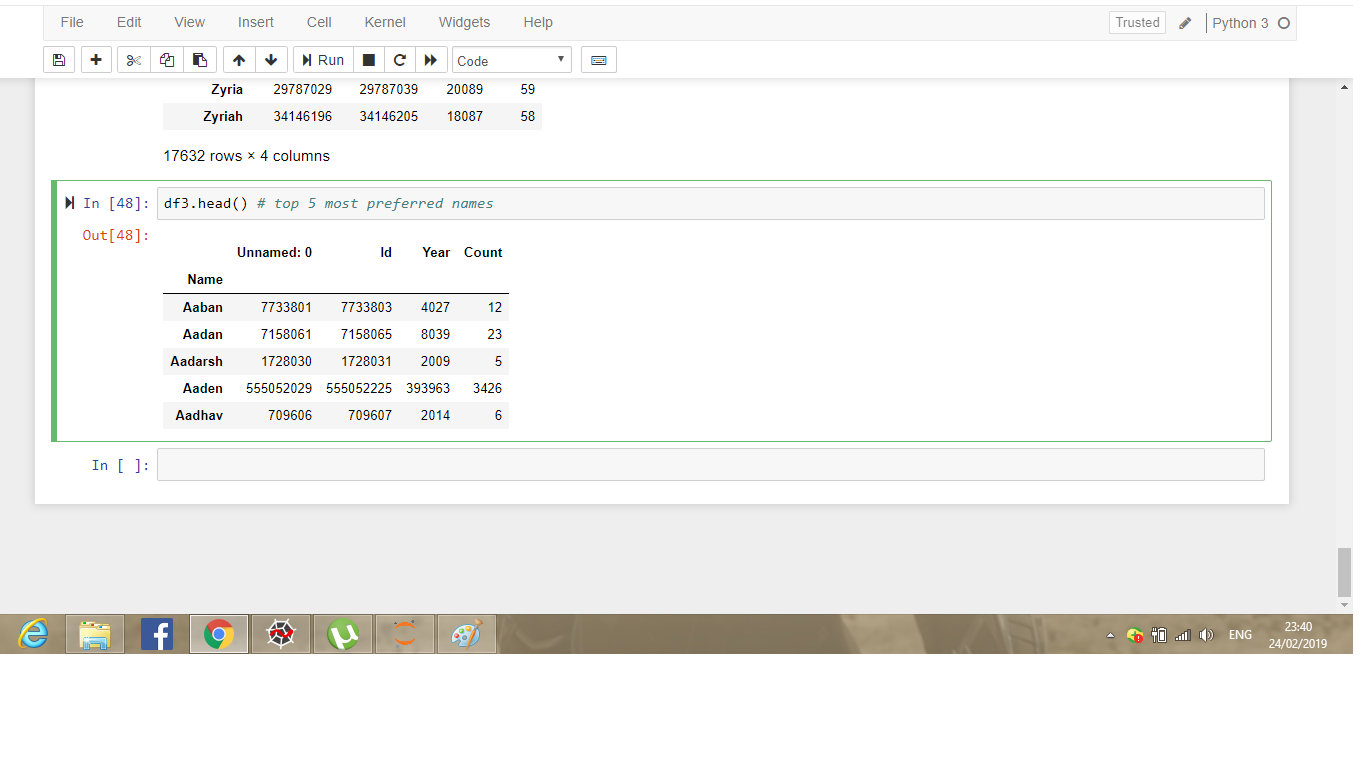 File Edit View Insert Cell Kernel Widgets Help Trusted Python 3
Run Code
Zyria 29787029 29787039 20089 59
Zyriah 34146196 34146205 18087 58
17632 rows × 4 columns
In [48]: df3.head() # top 5 most preferred names
Out[48]:
Unnamed: 0 Id Year Count
Name
Aaban 7733801 7733803 4027 12
Aadan 7158061 7158065 8039 23
Aadarsh 1728030 1728031 2009 5
Aaden 555052029 555052225 393963 3426
Aadhav 709606 709607 2014 6
In [ ]:
ENG 23:40
24/02/2019